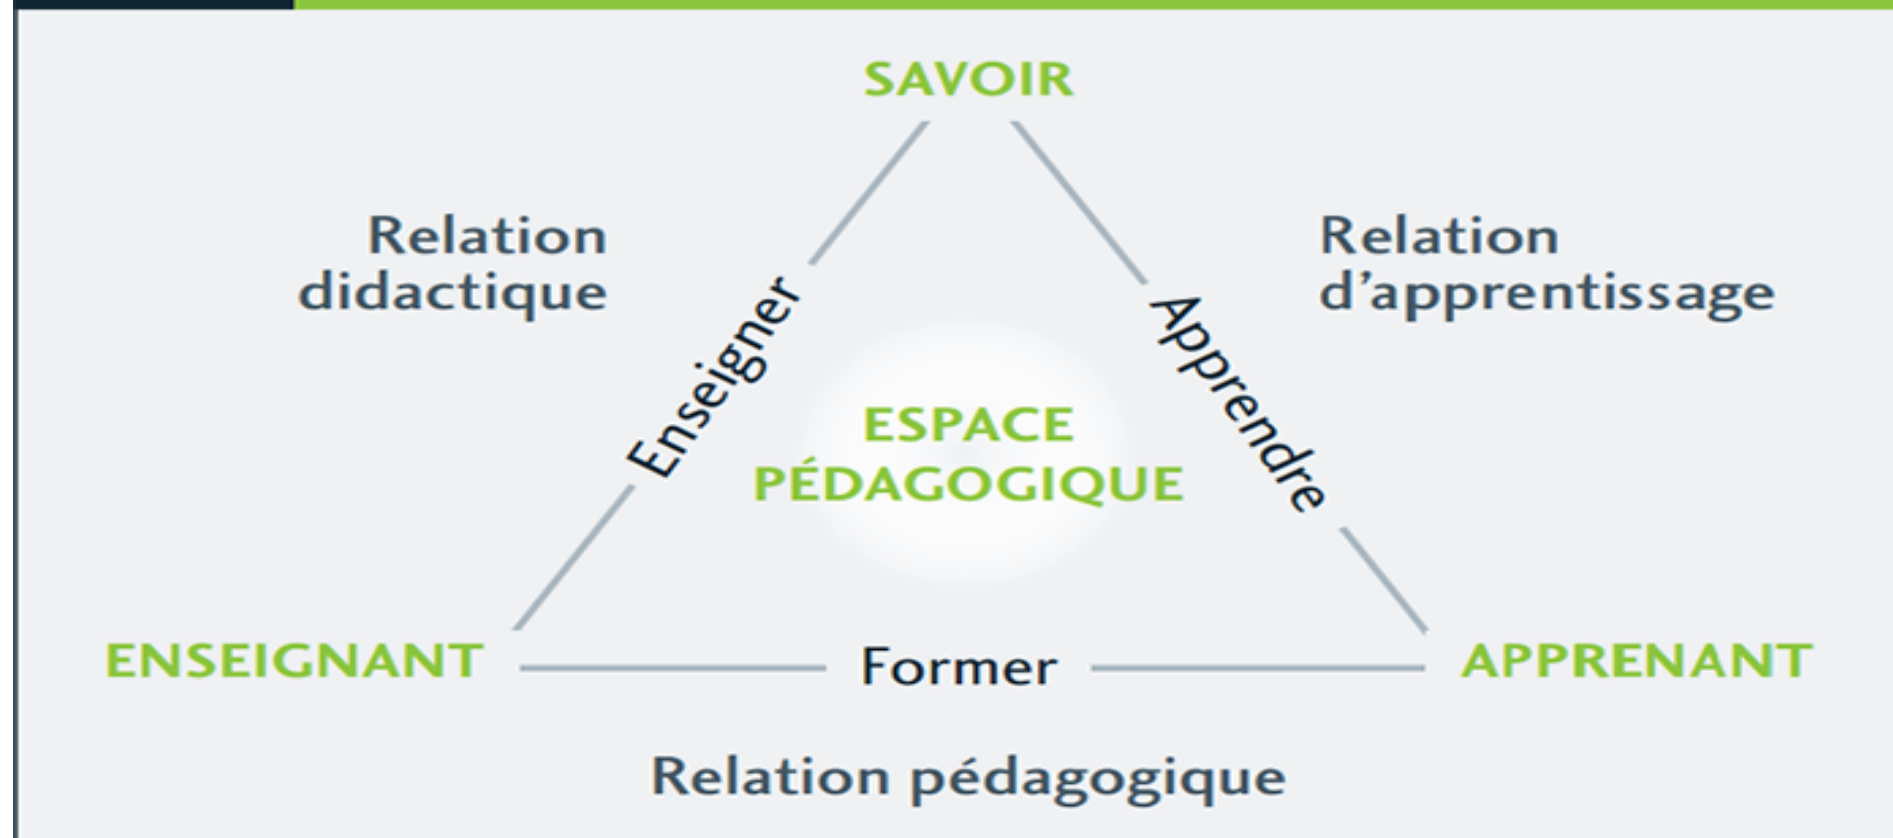 SAVOIR
Relation
didactique
Relation
d’apprentissage
Enseigner
Apprendre
ESPACE
PÉDAGOGIQUE
ENSEIGNANT
Former
APPRENANT
Relation pédagogique